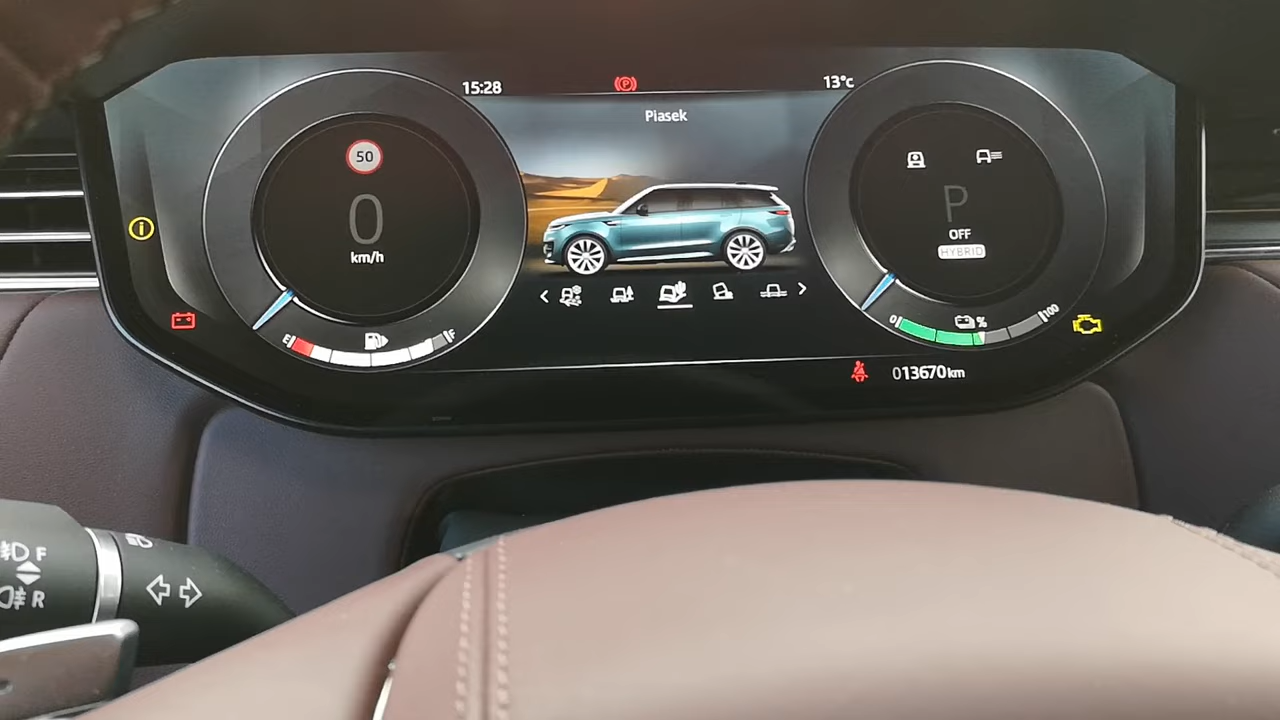 15:28
13°c
Piasek
50
0
km/h
P
OFF
HYBRID
E
F
0
%
100
013670km
F
R